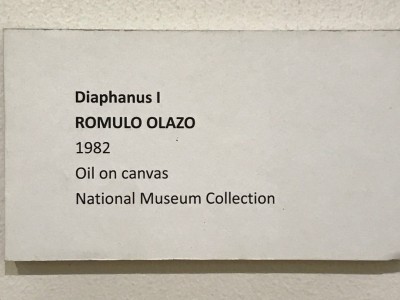 Diaphanus I
ROMULO OLAZO
1982
Oil on canvas
National Museum Collection